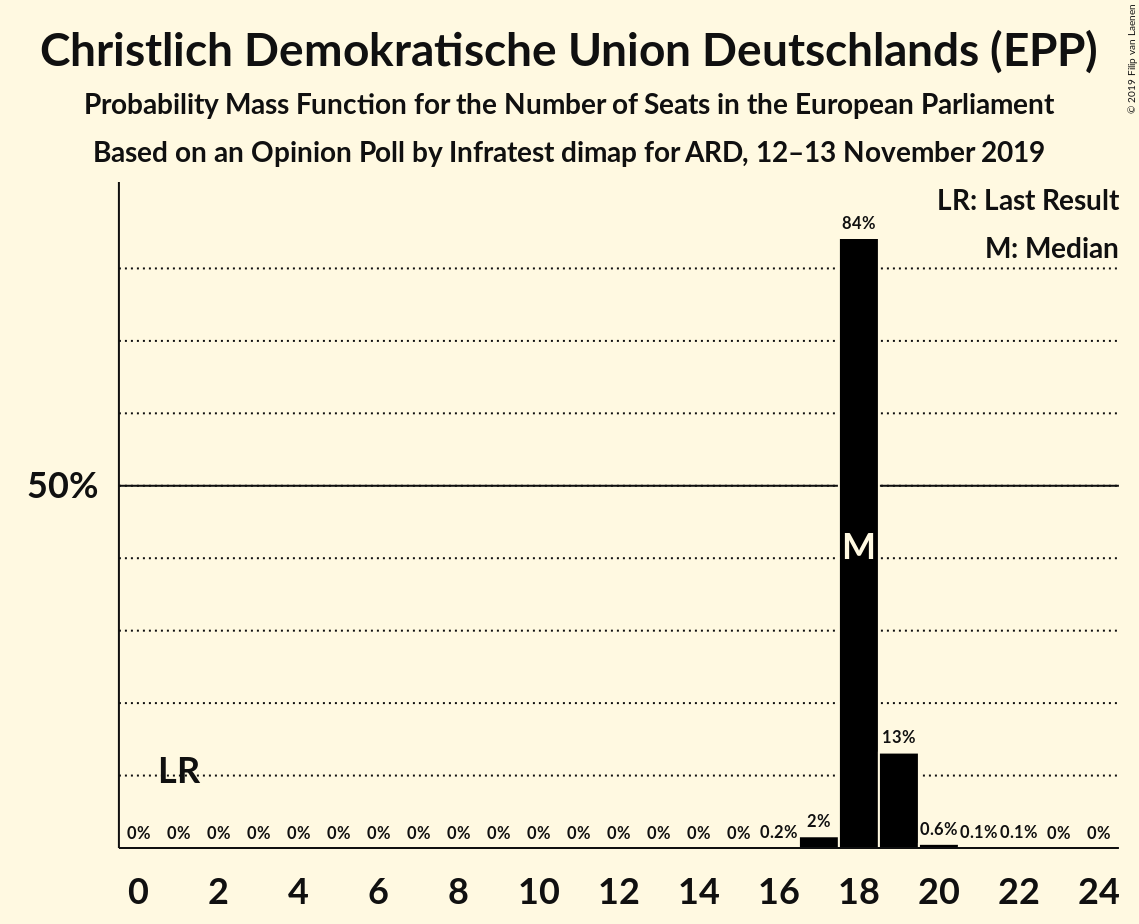 Christlich Demokratische Union Deutschlands (EPP)
Probability Mass Function for the Number of Seats in the European Parliament
Based on an Opinion Poll by Infratest dimap for ARD, 12–13 November 2019
© 2019 Filip van Laenen
LR: Last Result
M: Median
84%
50%
M
13%
LR
0% 0% 0% 0% 0% 0% 0% 0% 0% 0% 0% 0% 0% 0% 0% 0% 0.2% 2% 0.6% 0.1% 0.1% 0% 0%
0 2 4 6 8 10 12 14 16 18 20 22 24